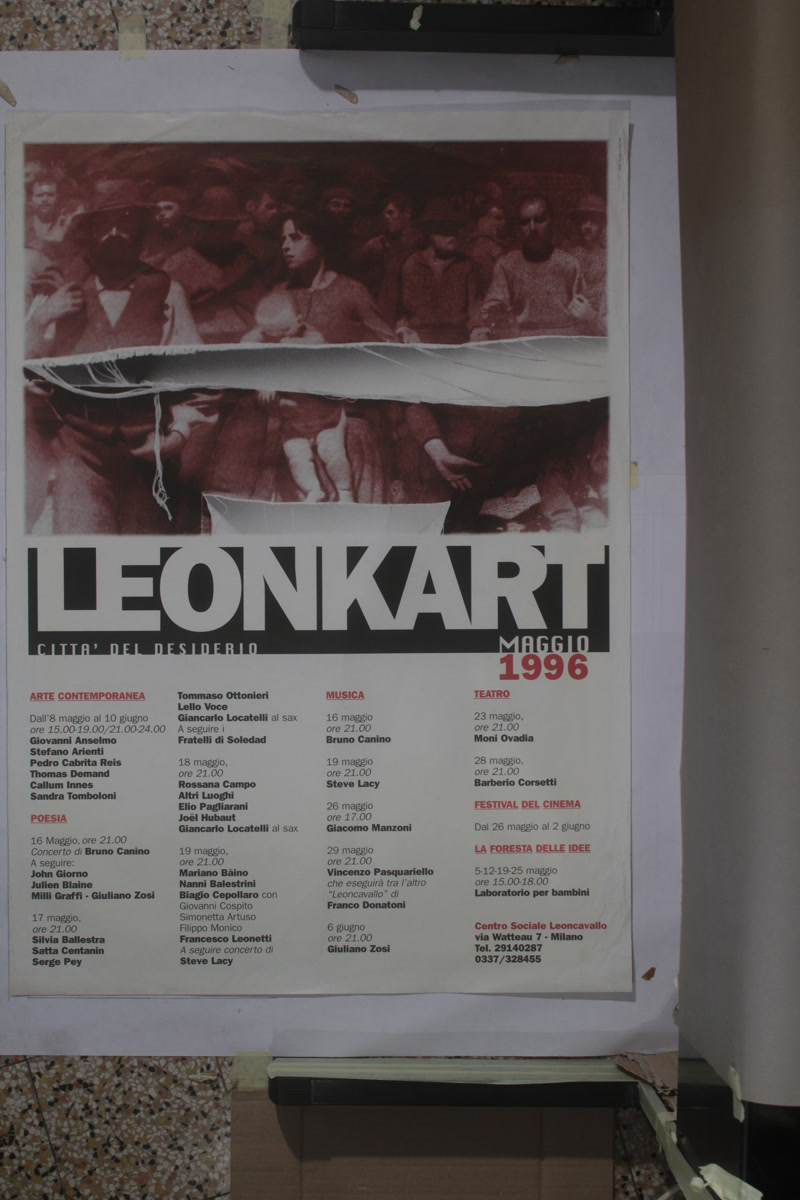 LEONKART
CITTA' DEL DESIDERIO
MAGGIO
1996
ARTE CONTEMPORANEA
Dall'8 maggio al 10 giugno
ore 15.00-19.00/21.00-24.00
Giovanni Anselmo
Stefano Arienti
Pedro Cabrita Reis
Thomas Demand
Callum Innes
Sandra Tomboloni
POESIA
16 Maggio, ore 21.00
Concerto di Bruno Canino
A seguire:
John Giorno
Julien Blaine
Milli Graffi - Giuliano Zosi
17 maggio,
ore 21.00
Silvia Ballestra
Satta Centanin
Serge Pey
Tommaso Ottonieri
Lello Voce
Giancarlo Locatelli al sax
A seguire i
Fratelli di Soledad
18 maggio,
ore 21.00
Rossana Campo
Altri Luoghi
Elio Pagliarani
Joël Hubaut
Giancarlo Locatelli al sax
19 maggio,
ore 21.00
Mariano Bàino
Nanni Balestrini
Biagio Cepollaro con
Giovanni Cospito
Simonetta Artuso
Filippo Monico
Francesco Leonetti
A seguire concerto di
Steve Lacy
MUSICA
16 maggio
ore 21.00
Bruno Canino
19 maggio
ore 21.00
Steve Lacy
26 maggio
ore 17.00
Giacomo Manzoni
29 maggio
ore 21.00
Vincenzo Pasquariello
che eseguirà tra l'altro
"Leoncavallo" di
Franco Donatoni
6 giugno
ore 21.00
Giuliano Zosi
TEATRO
23 maggio,
ore 21.00
Moni Ovadia
28 maggio,
ore 21.00
Barberio Corsetti
FESTIVAL DEL CINEMA
Dal 26 maggio al 2 giugno
LA FORESTA DELLE IDEE
5-12-19-25 maggio
ore 15.00-18.00
Laboratorio per bambini
Centro Sociale Leoncavallo
via Watteau 7 - Milano
Tel. 29140287
0337/328455